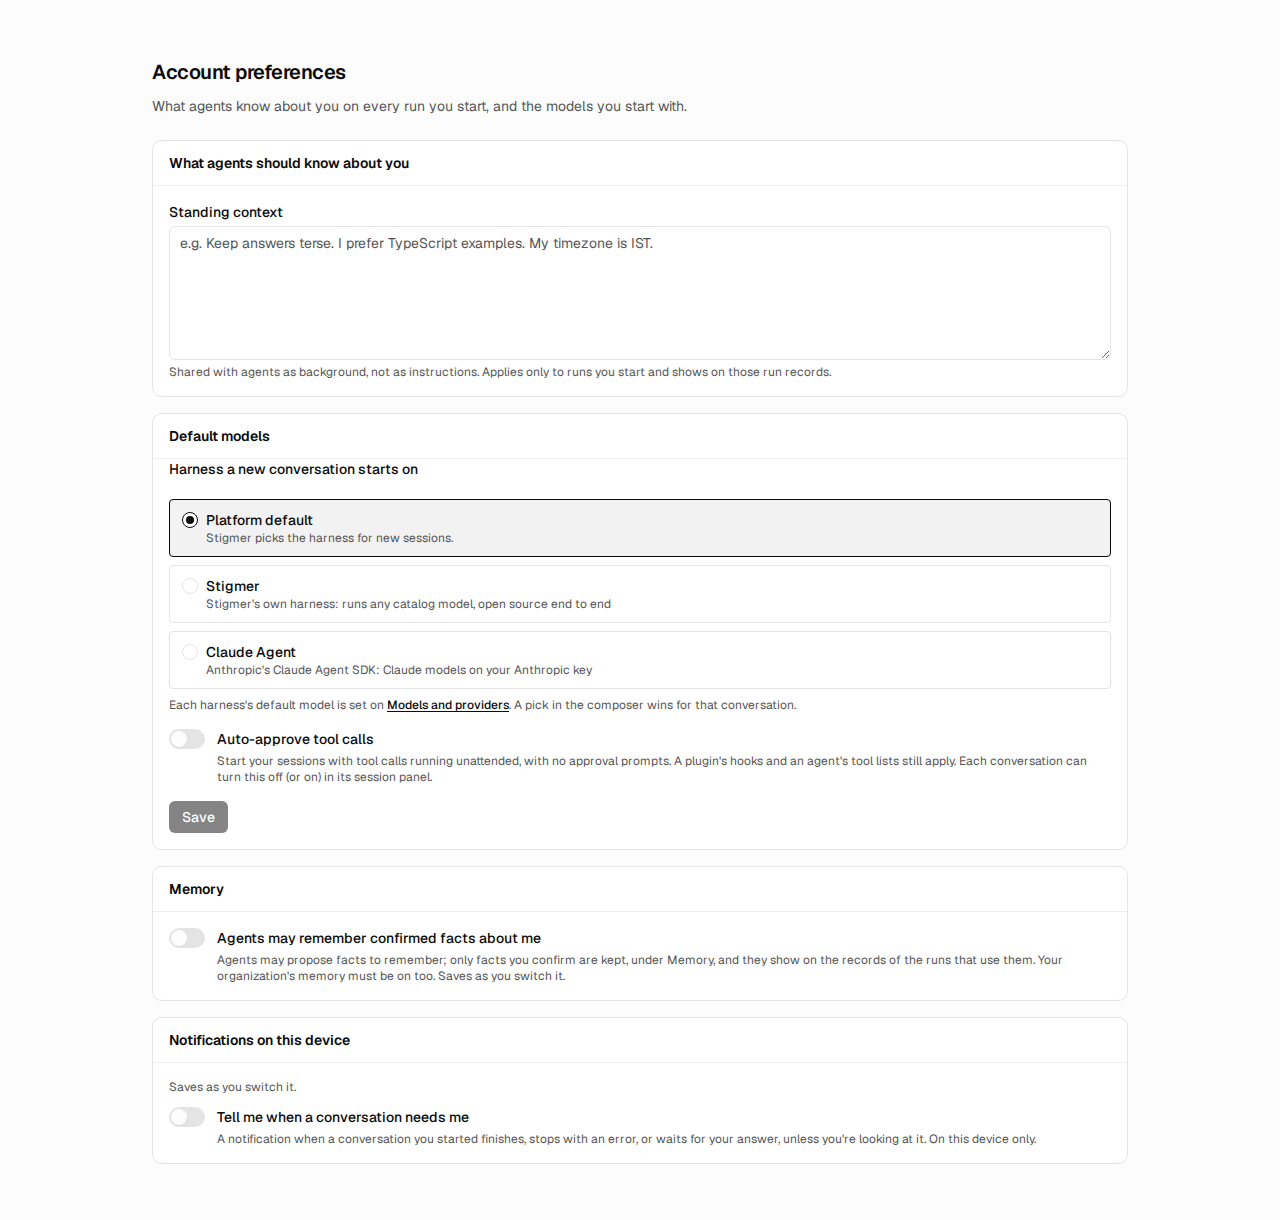 Account preferences
What agents know about you on every run you start, and the models you start with.
What agents should know about you
Standing context
e.g. Keep answers terse. I prefer TypeScript examples. My timezone is IST.
Shared with agents as background, not as instructions. Applies only to runs you start and shows on those run records.
Default models
Harness a new conversation starts on
Platform default
Stigmer picks the harness for new sessions.
Stigmer
Stigmer's own harness: runs any catalog model, open source end to end
Claude Agent
Anthropic's Claude Agent SDK: Claude models on your Anthropic key
Each harness's default model is set on Models and providers. A pick in the composer wins for that conversation.
Auto-approve tool calls
Start your sessions with tool calls running unattended, with no approval prompts. A plugin's hooks and an agent's tool lists still apply. Each conversation can
turn this off (or on) in its session panel.
Save
Memory
Agents may remember confirmed facts about me
Agents may propose facts to remember; only facts you confirm are kept, under Memory, and they show on the records of the runs that use them. Your
organization's memory must be on too. Saves as you switch it.
Notifications on this device
Saves as you switch it.
Tell me when a conversation needs me
A notification when a conversation you started finishes, stops with an error, or waits for your answer, unless you're looking at it. On this device only.